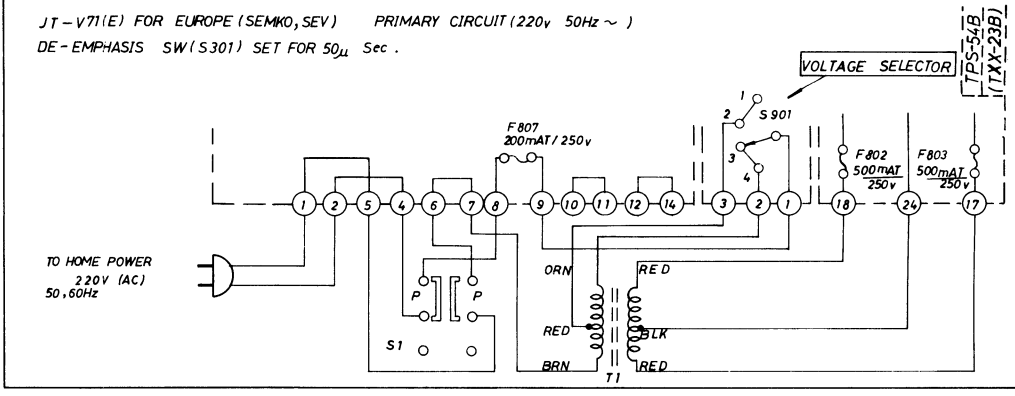 JT-V71(E) FOR EUROPE (SEMKO, SEV) PRIMARY CIRCUIT (220v 50Hz ~ )
DE-EMPHASIS SW (S301) SET FOR 50μ Sec .
TPS-54B
(TXX-23B)
VOLTAGE SELECTOR
1
2
S901
3
4
F807
200mAT/250v
F802
500mAT
250v
F803
500mAT
250v
1 2 5 4 6 7 8 9 10 11 12 14 3 2 1 18 24 17
TO HOME POWER
220V (AC)
50,60Hz
P P
S1
ORN RED
RED BLK
BRN RED
T1